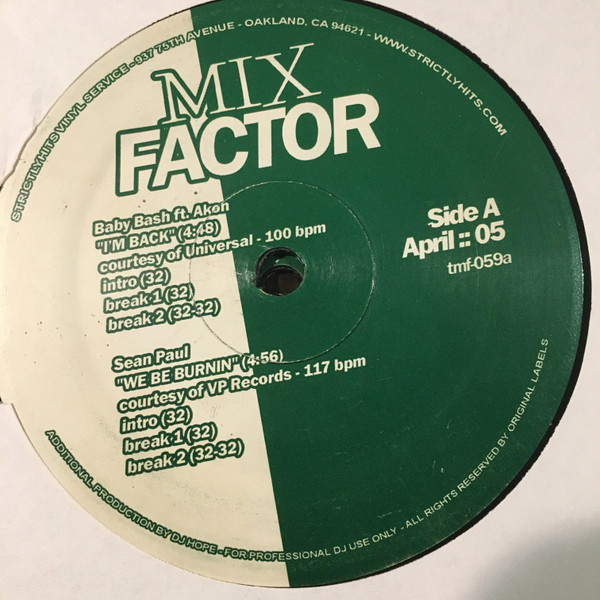 STRICTLYHITS VINYL SERVICE - 937 75TH AVENUE - OAKLAND, CA 94621 - WWW.STRICTLYHITS.COM
MIX
FACTOR
Baby Bash ft. Akon
"I'M BACK" (4:48)
courtesy of Universal - 100 bpm
intro (32)
break 1 (32)
break 2 (32-32)
Side A
April :: 05
tmf-059a
Sean Paul
"WE BE BURNIN" (4:56)
courtesy of VP Records - 117 bpm
intro (32)
break 1 (32)
break 2 (32-32)
ADDITIONAL PRODUCTION BY DJ HOPE - FOR PROFESSIONAL DJ USE ONLY - ALL RIGHTS RESERVED BY ORIGINAL LABELS